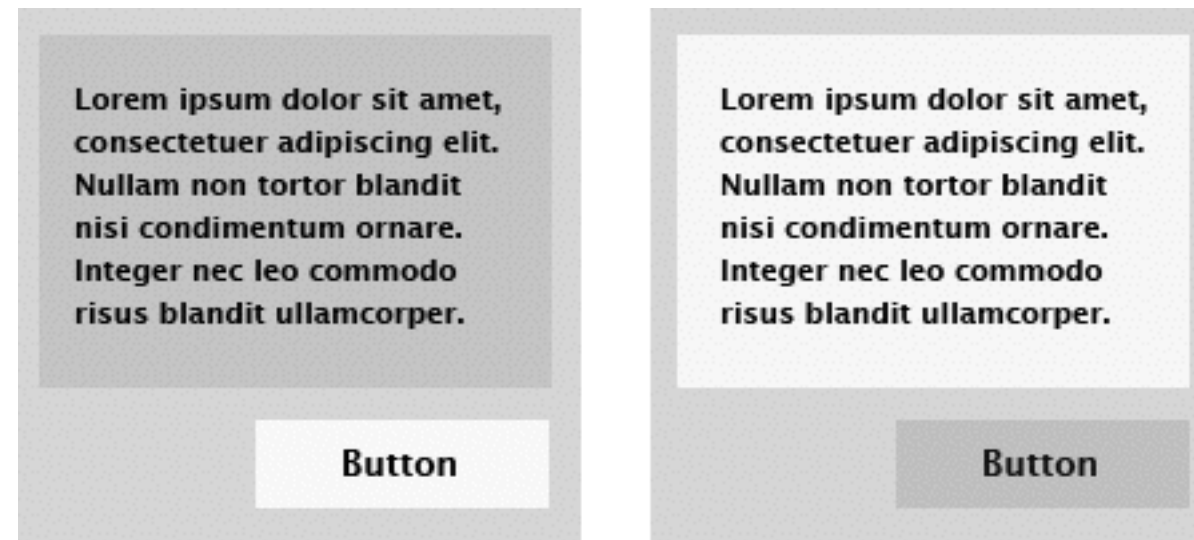 Lorem ipsum dolor sit amet,
consectetuer adipiscing elit.
Nullam non tortor blandit
nisi condimentum ornare.
Integer nec leo commodo
risus blandit ullamcorper.
Button
Lorem ipsum dolor sit amet,
consectetuer adipiscing elit.
Nullam non tortor blandit
nisi condimentum ornare.
Integer nec leo commodo
risus blandit ullamcorper.
Button